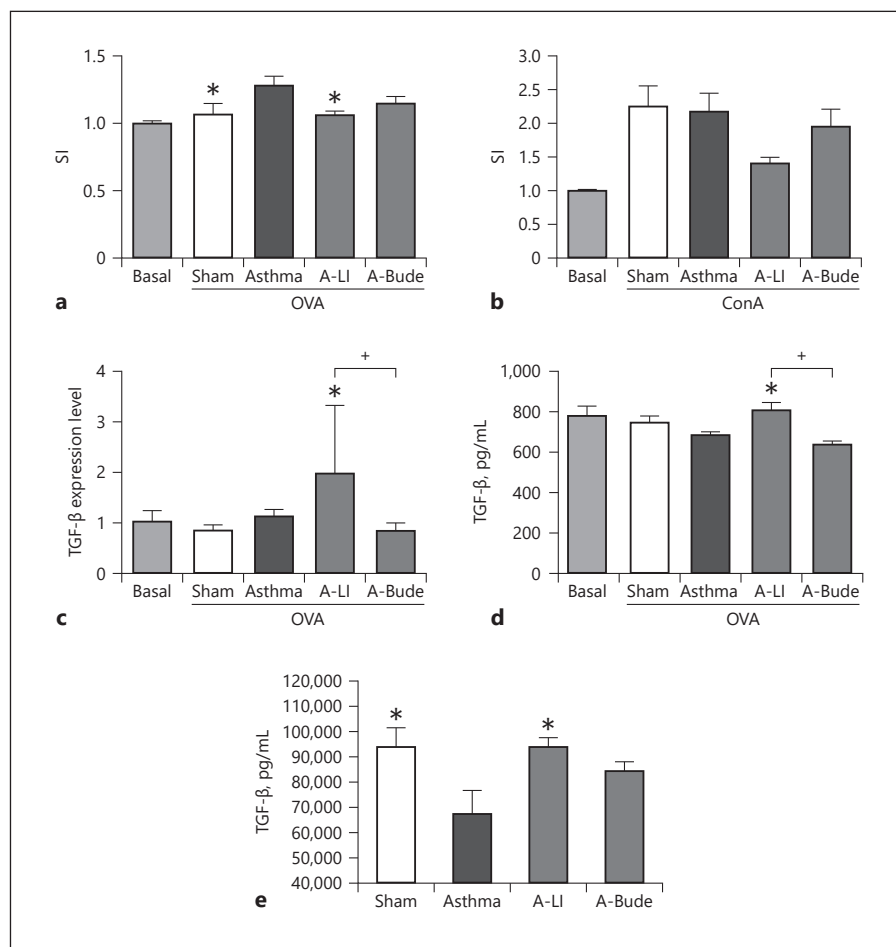 1.5
1.0
0.5
0
SI
*
*
Basal Sham Asthma A-LI A-Bude
OVA
a
3.0
2.5
2.0
1.5
1.0
0.5
0
SI
Basal Sham Asthma A-LI A-Bude
ConA
b
4
3
2
1
0
TGF-β expression level
+
*
Basal Sham Asthma A-LI A-Bude
OVA
c
1,000
800
600
400
200
0
TGF-β, pg/mL
+
*
Basal Sham Asthma A-LI A-Bude
OVA
d
120,000
110,000
100,000
90,000
80,000
70,000
60,000
50,000
40,000
TGF-β, pg/mL
*
*
Sham Asthma A-LI A-Bude
e